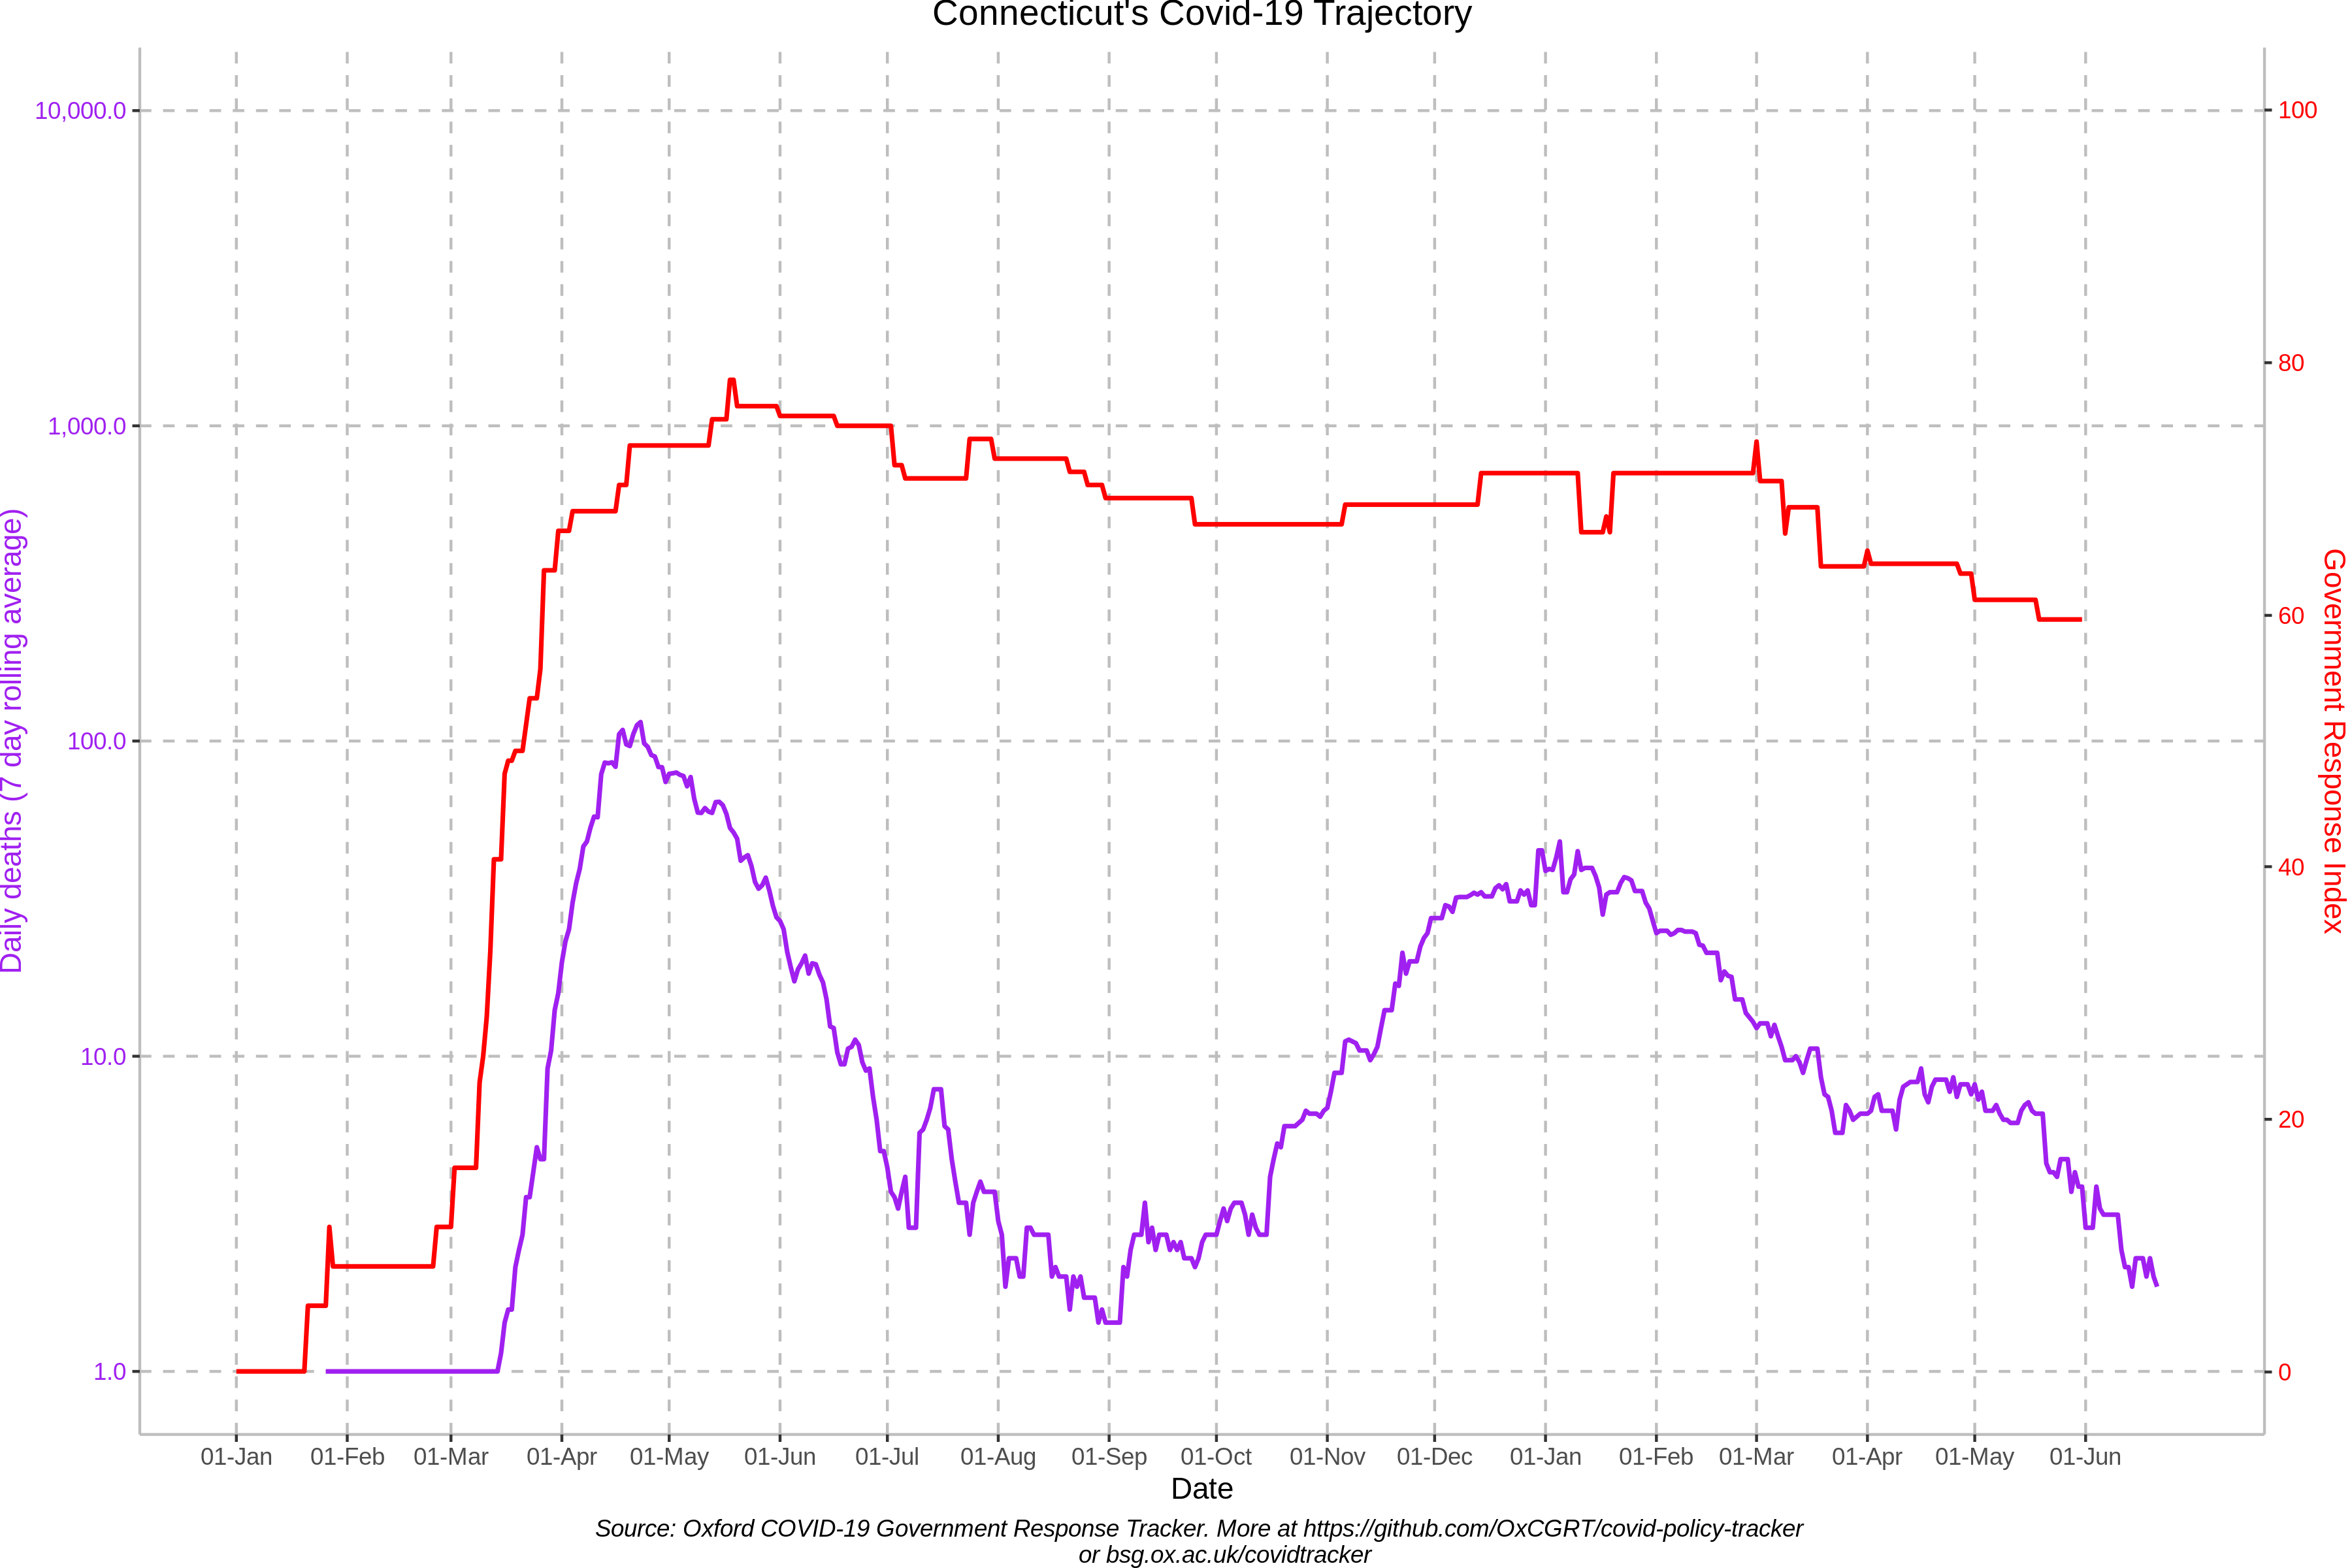 Connecticut's Covid-19 Trajectory
10,000.0
1,000.0
100.0
10.0
1.0
Daily deaths (7 day rolling average)
100
80
60
40
20
0
Government Response Index
01-Jan 01-Feb 01-Mar 01-Apr 01-May 01-Jun 01-Jul 01-Aug 01-Sep 01-Oct 01-Nov 01-Dec 01-Jan 01-Feb 01-Mar 01-Apr 01-May 01-Jun
Date
Source: Oxford COVID-19 Government Response Tracker. More at https://github.com/OxCGRT/covid-policy-tracker
or bsg.ox.ac.uk/covidtracker